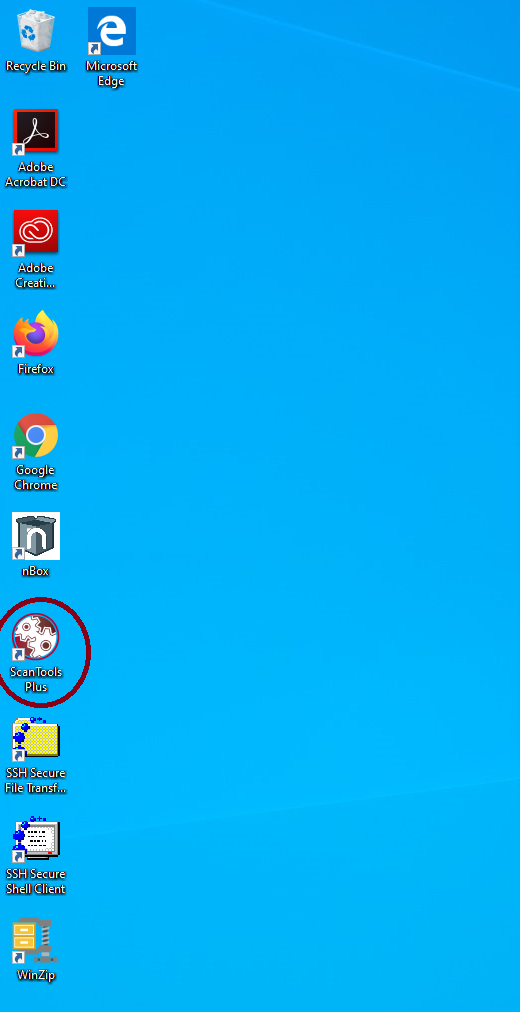 Recycle Bin
Microsoft
Edge
Adobe
Acrobat DC
Adobe
Creati...
Firefox
Google
Chrome
nBox
ScanTools
Plus
SSH Secure
File Transf...
SSH Secure
Shell Client
WinZip